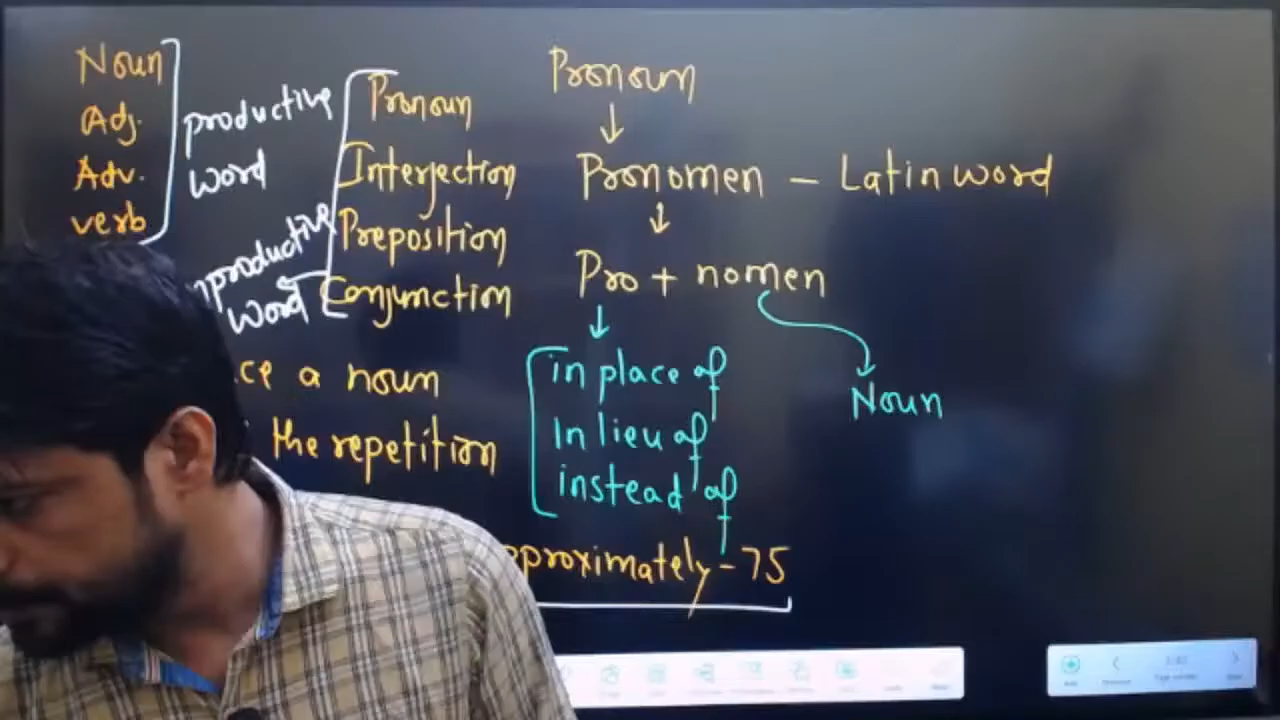 Noun
Adj.
Adv.
verb
productive
word
Pronoun
Interjection
Preposition
Conjunction
word
a noun
the repetition
Pronoun
↓
Pronomen – Latin word
↓
Pro + nomen
↓
in place of
In lieu of
instead of
Noun
pproximately – 75